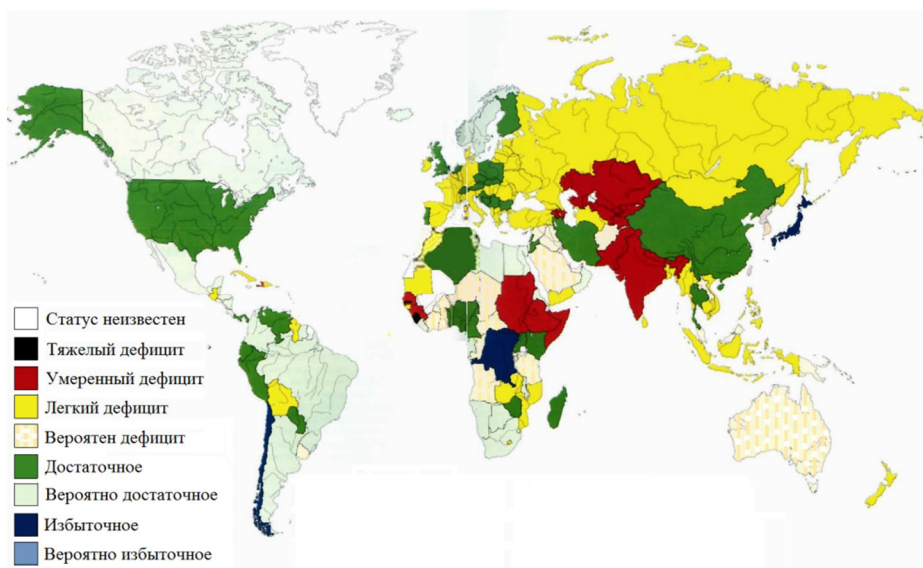 Статус неизвестен
Тяжелый дефицит
Умеренный дефицит
Легкий дефицит
Вероятен дефицит
Достаточное
Вероятно достаточное
Избыточное
Вероятно избыточное